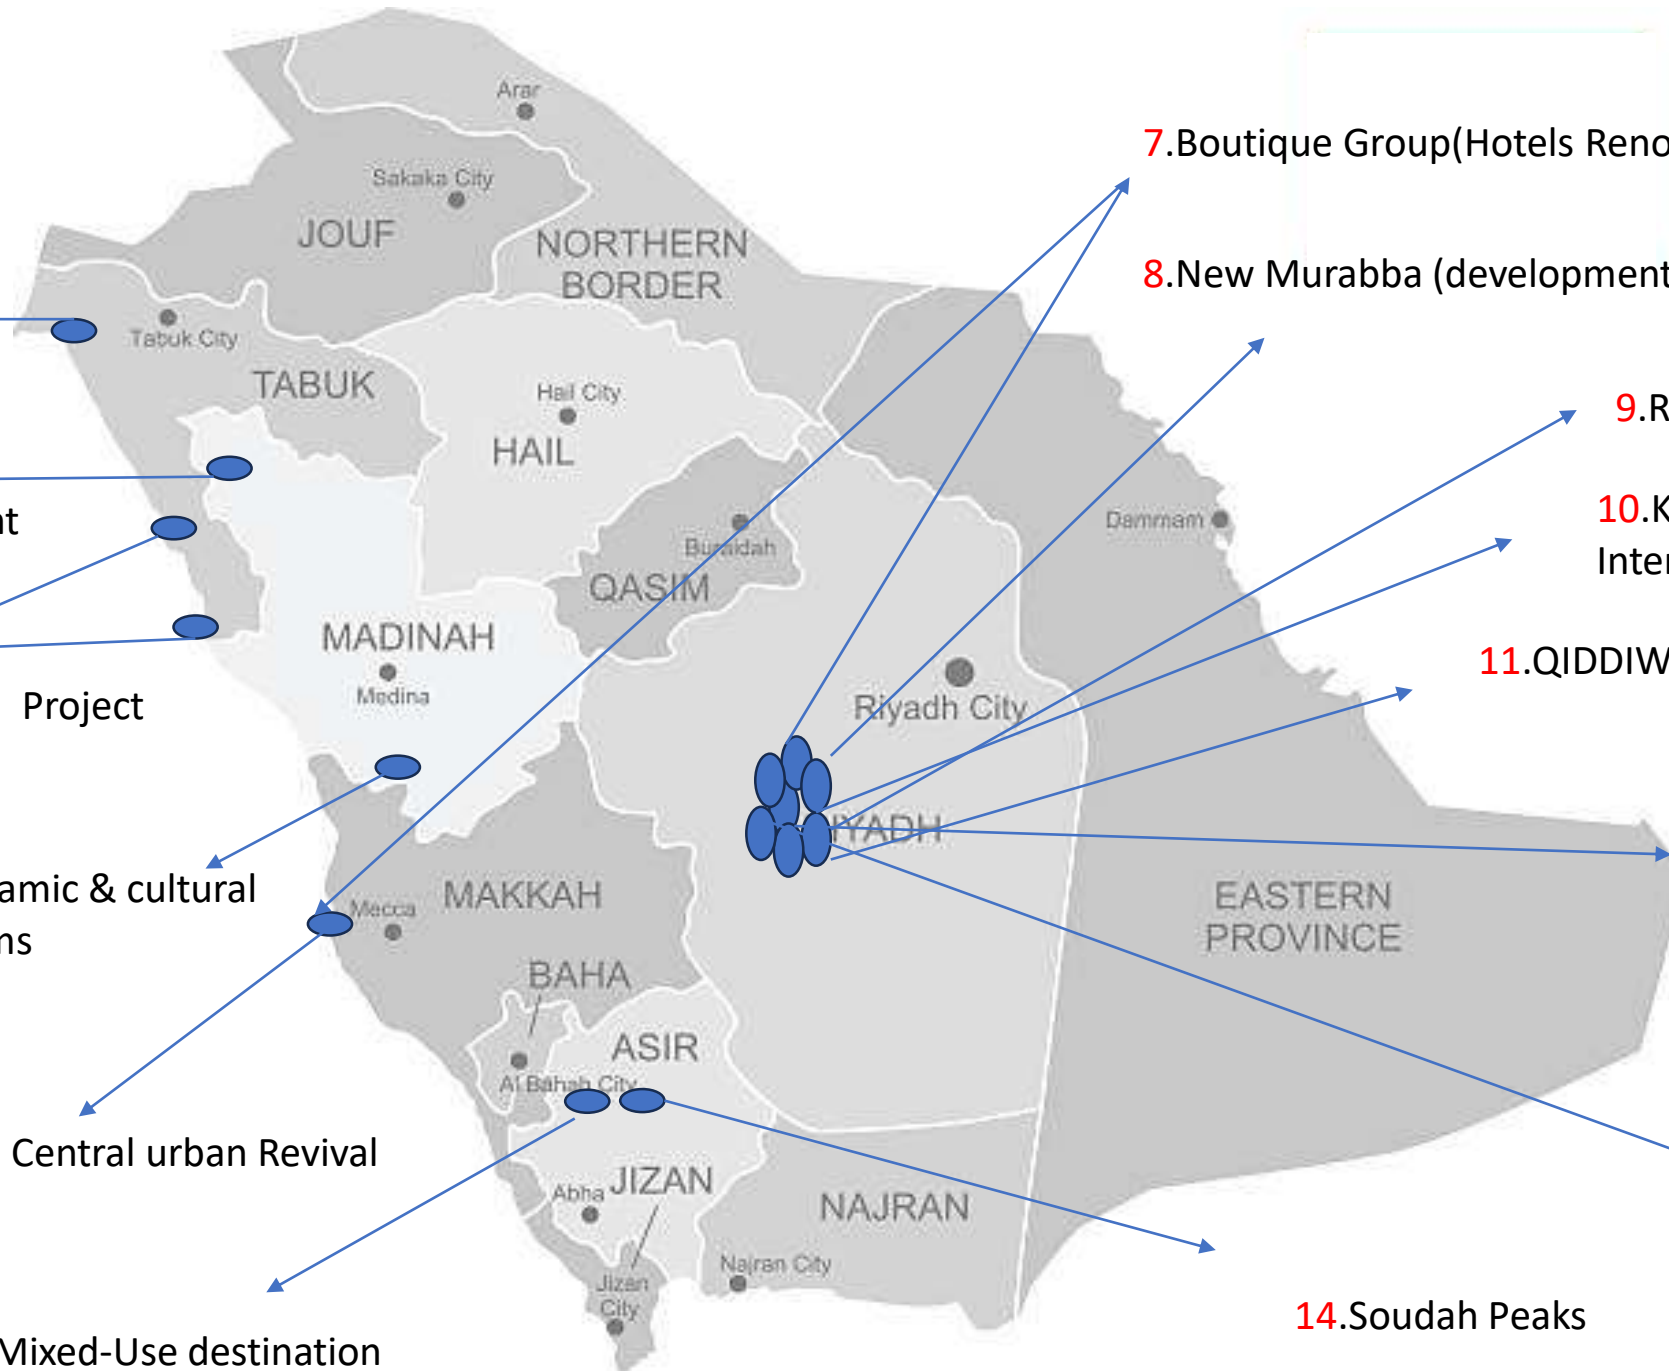 Arar
7.Boutique Group(Hotels Reno
Sakaka City
JOUF
NORTHERN
BORDER
8.New Murabba (development
Tabuk City
TABUK
Hail City
HAIL
9.R
10.K
Inter
Dammam
nt
Buraidah
QASIM
MADINAH
Medina
11.QIDDIW
Project
Riyadh City
IYADH
amic & cultural
ns
Mecca
MAKKAH
EASTERN
PROVINCE
BAHA
ASIR
Al Bahah City
Central urban Revival
Abha
JIZAN
NAJRAN
Najran City
Jizan
City
14.Soudah Peaks
Mixed-Use destination